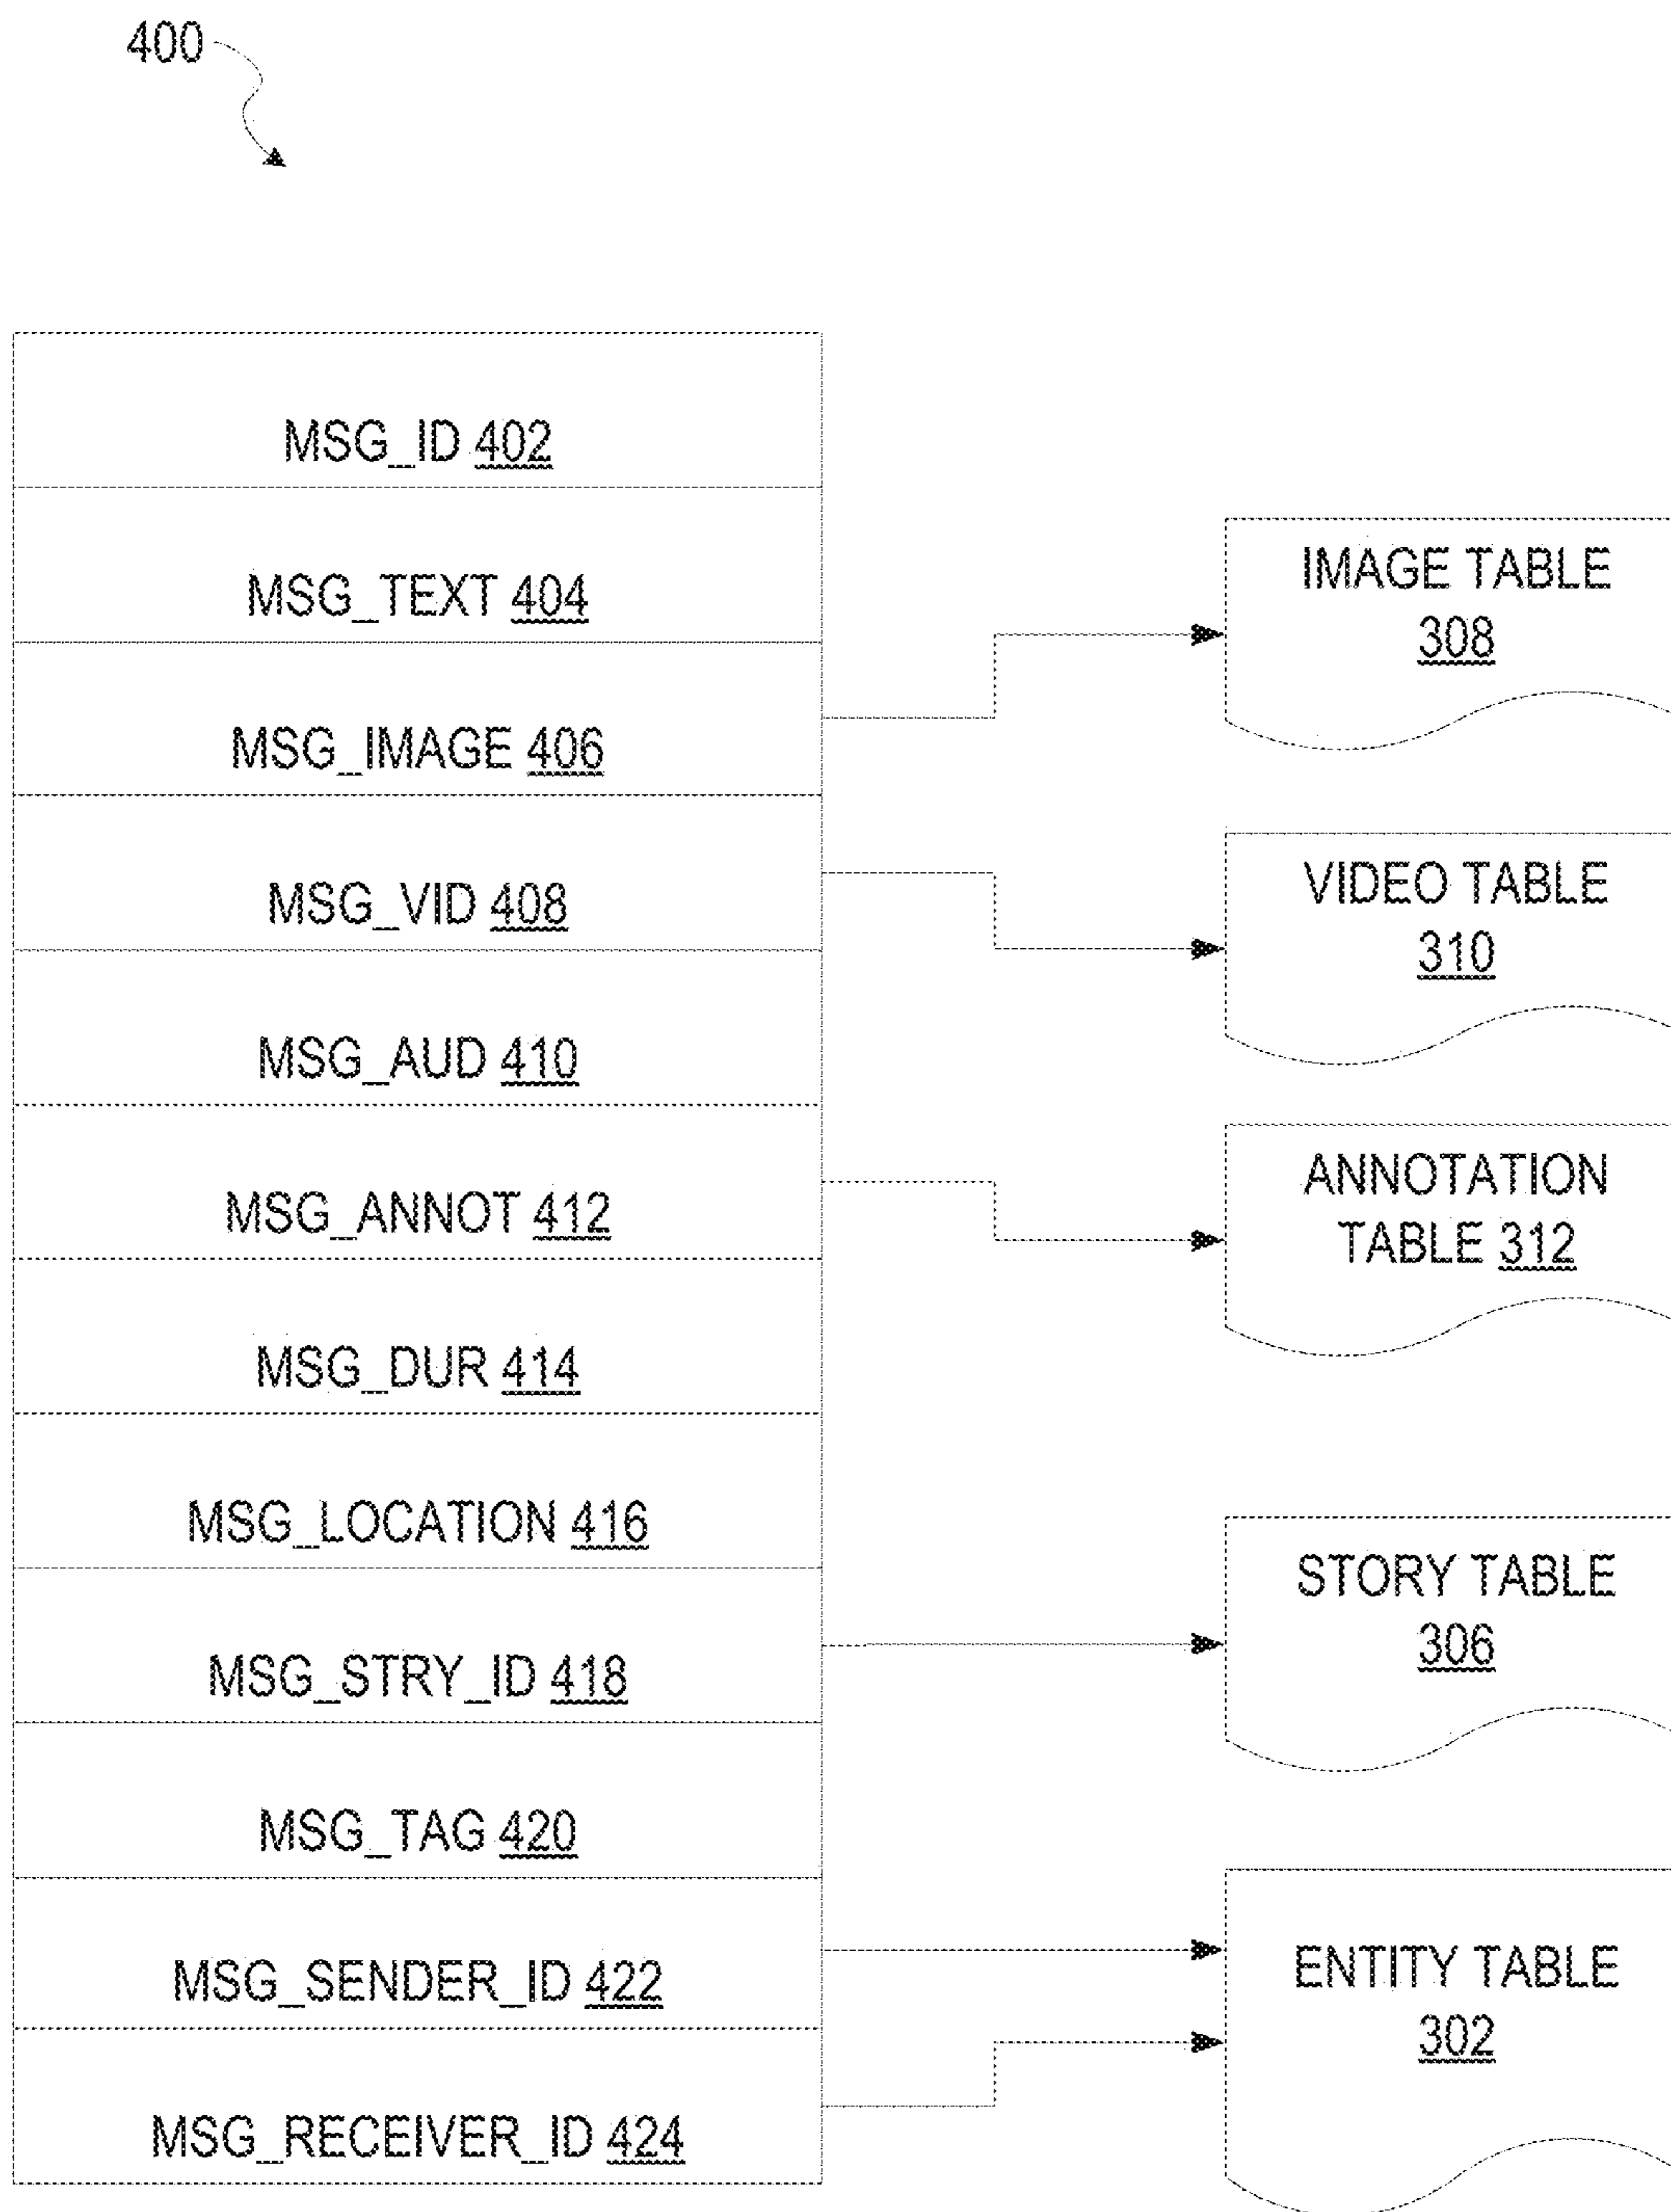 400
MSG_ID 402
MSG_TEXT 404
MSG_IMAGE 406
MSG_VID 408
MSG_AUD 410
MSG_ANNOT 412
MSG_DUR 414
MSG_LOCATION 416
MSG_STRY_ID 418
MSG_TAG 420
MSG_SENDER_ID 422
MSG_RECEIVER_ID 424
IMAGE TABLE
308
VIDEO TABLE
310
ANNOTATION
TABLE 312
STORY TABLE
306
ENTITY TABLE
302